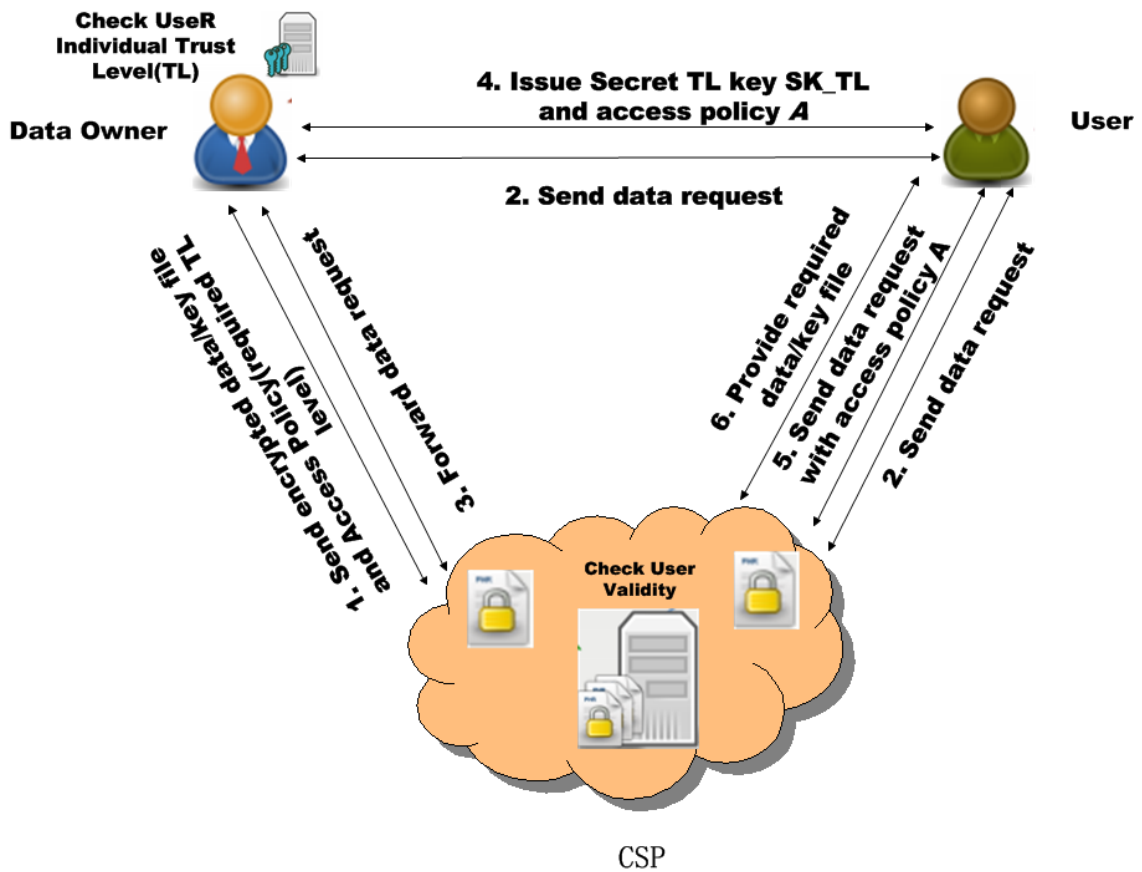 Check UseR
Individual Trust
Level(TL)
Data Owner
4. Issue Secret TL key SK_TL
and access policy A
User
2. Send data request
1. Send encrypted data/key file
and Access Policy(required TL
level)
3. Forward data request
6. Provide required
data/key file
5. Send data request
with access policy A
2. Send data request
Check User
Validity
PHR
PHR
PHR
CSP